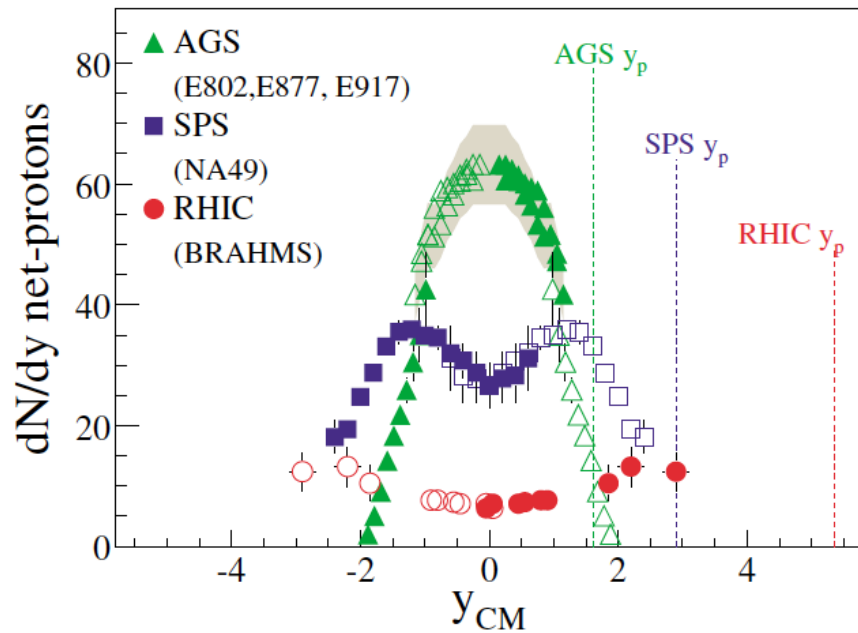 dN/dy net-protons
80
60
40
20
0
AGS
(E802,E877, E917)
SPS
(NA49)
RHIC
(BRAHMS)
AGS yp
SPS yp
RHIC yp
-4 -2 0 2 4
yCM